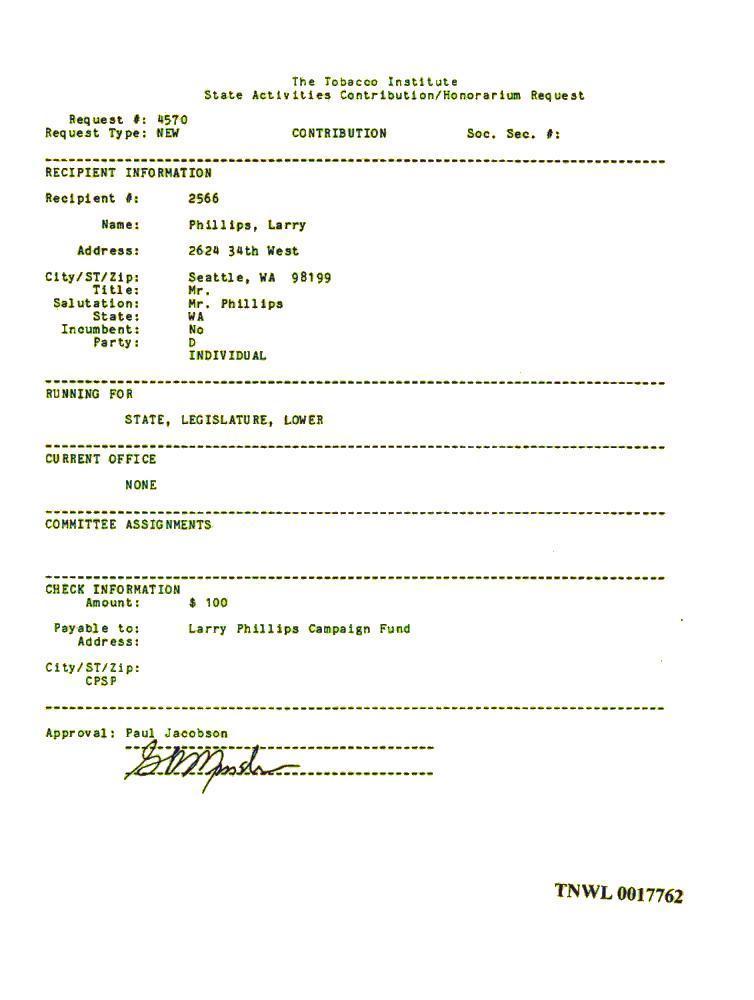 The Tobacco Institute
State Activities Contribution/Honorarium Request
Request #: 4570
Request Type: NEW CONTRIBUTION Soc. Sec. #:
RECIPIENT INFORMATION
Recipient #: 2566
Name: Phillips, Larry
Address: 2624 34th West
City/ST/Zip: Seattle, WA 98199
Title: Mr.
Salutation: Mr. Phillips
State: WA
Incumbent: No
Party: D
INDIVIDUAL
RUNNING FOR
STATE, LEGISLATURE, LOWER
CURRENT OFFICE
NONE
COMMITTEE ASSIGNMENTS
CHECK INFORMATION
Amount: $ 100
Payable to: Larry Phillips Campaign Fund
Address:
City/ST/Zip:
CPSP
Approval: Paul Jacobson
TNWL 0017762